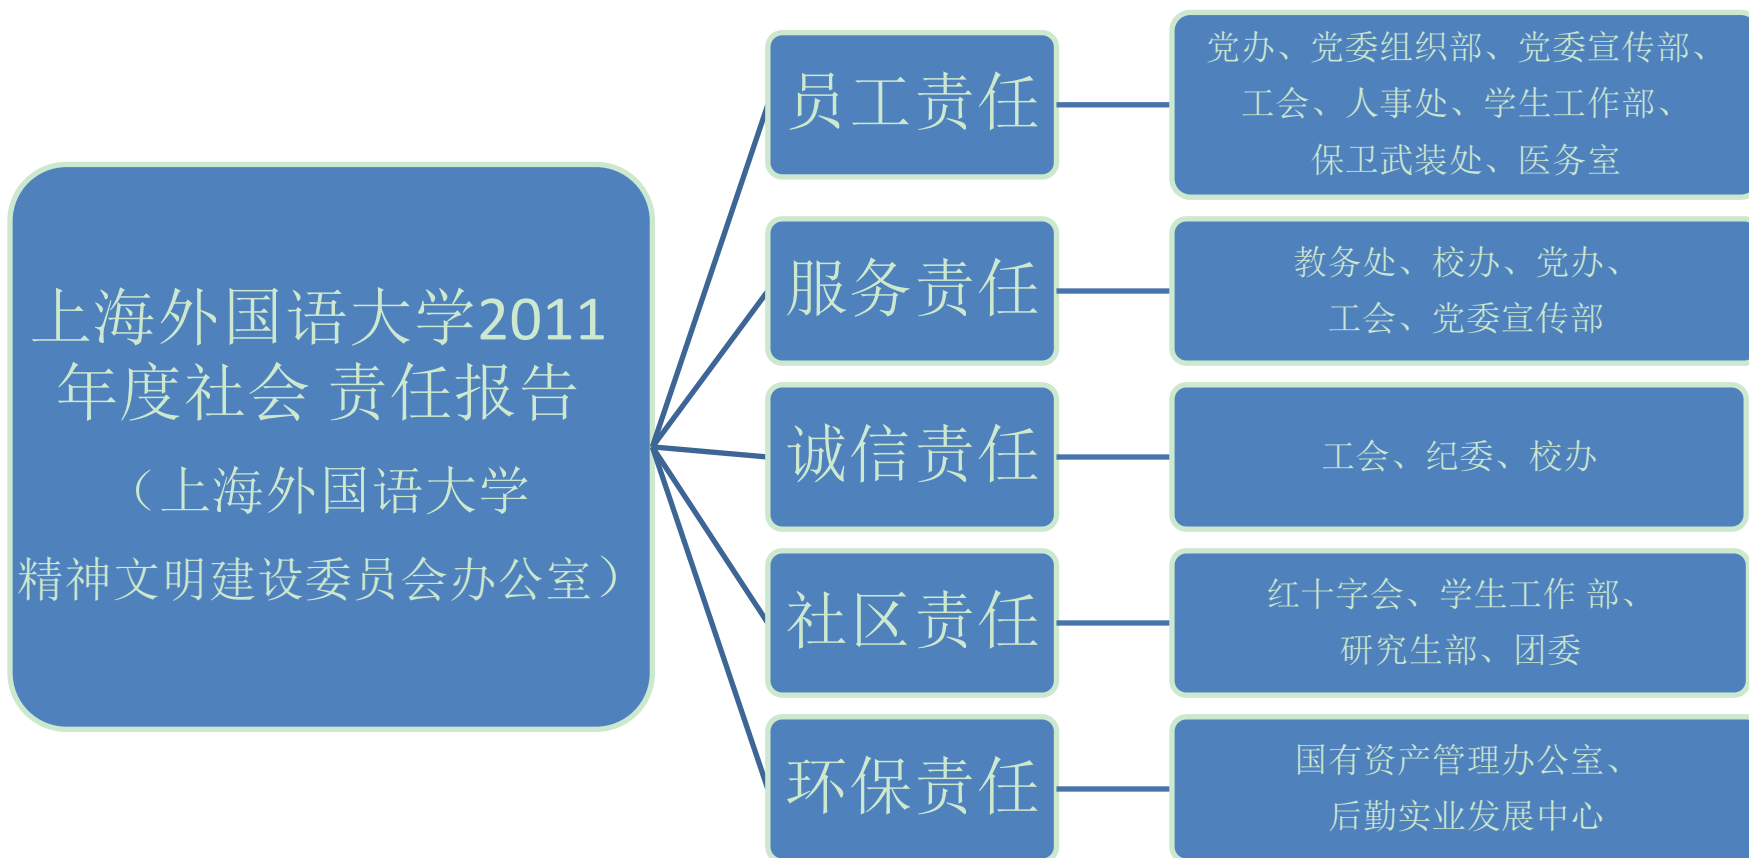 上海外国语大学2011
年度社会 责任报告
（上海外国语大学
精神文明建设委员会办公室）
员工责任
党办、党委组织部、党委宣传部、
工会、人事处、学生工作部、
保卫武装处、医务室
服务责任
教务处、校办、党办、
工会、党委宣传部
诚信责任
工会、纪委、校办
社区责任
红十字会、学生工作 部、
研究生部、团委
环保责任
国有资产管理办公室、
后勤实业发展中心